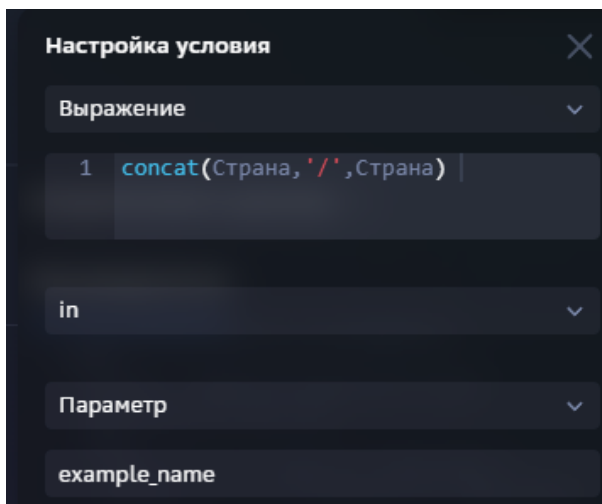 Настройка условия
Выражение
1 concat(Страна,'/',Страна)
in
Параметр
example_name